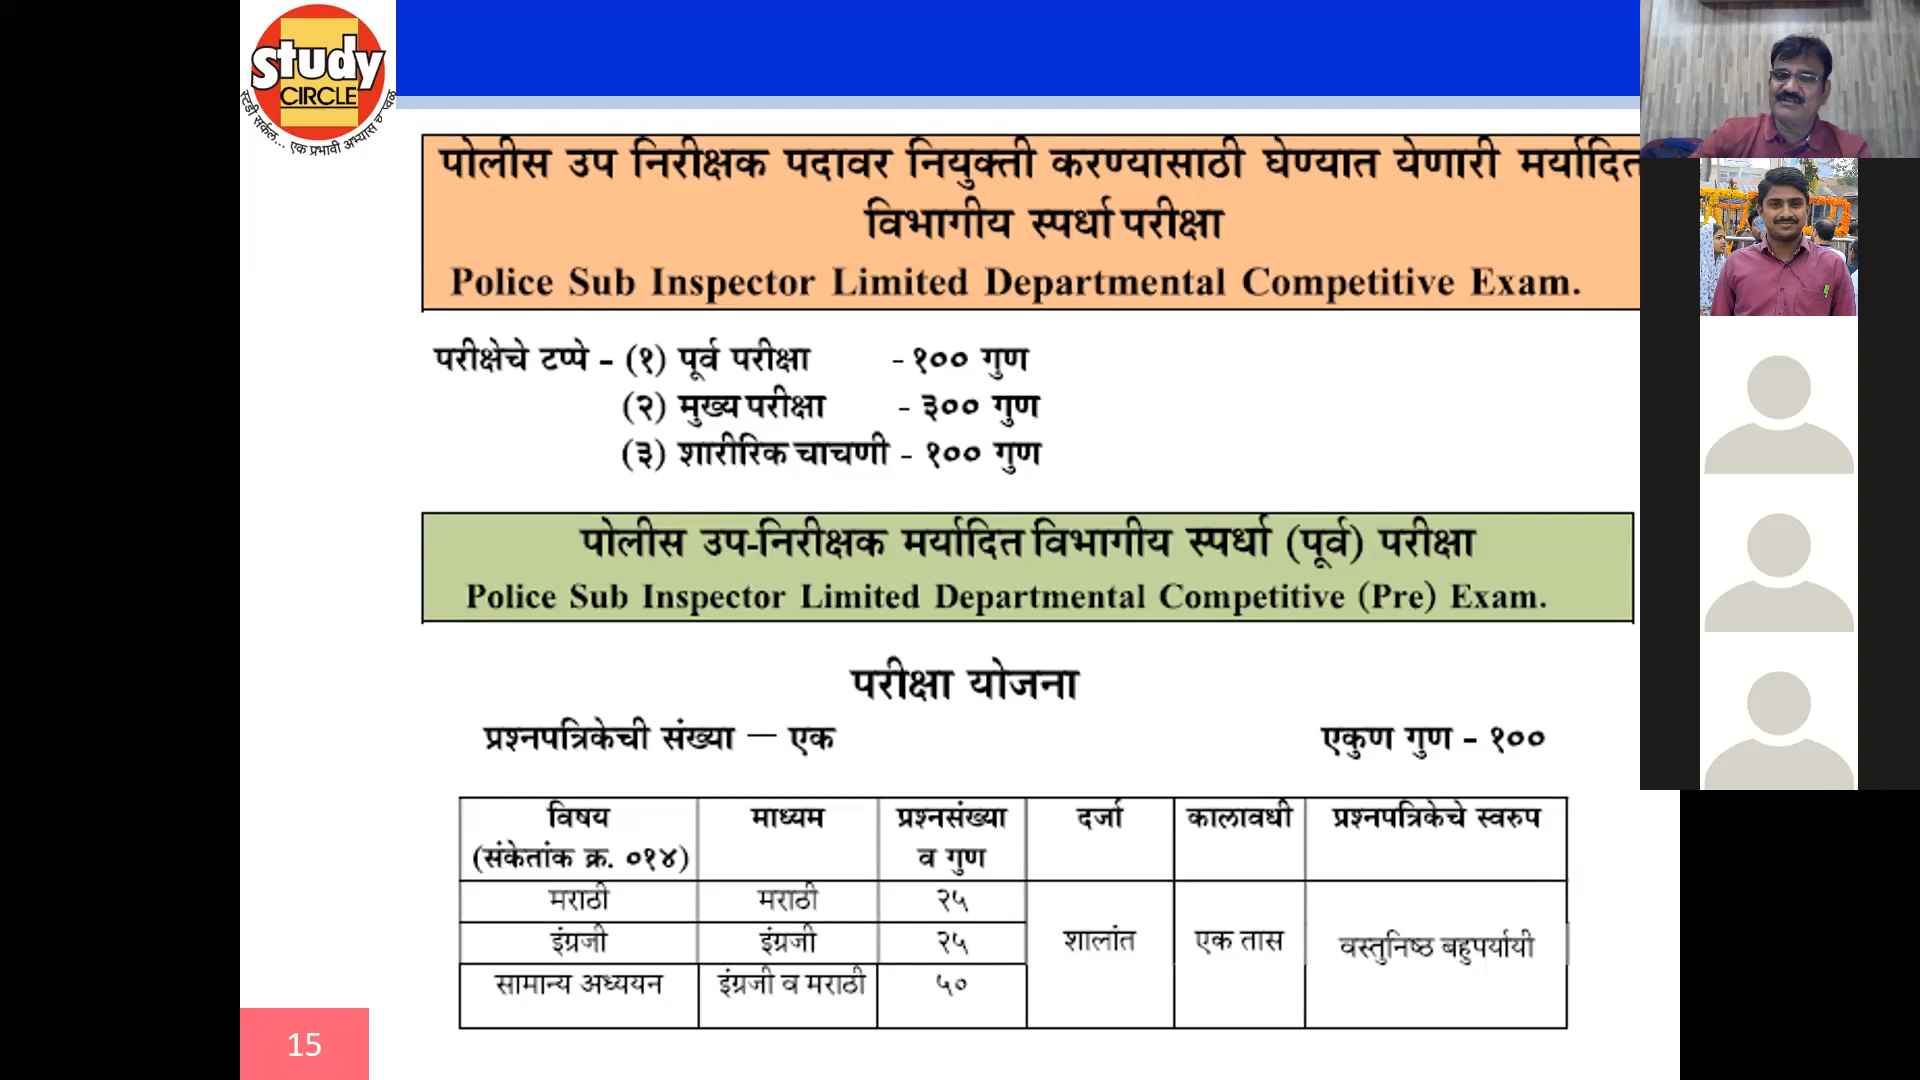 study
CIRCLE
स्टडी सर्कल... एक प्रभावी अभ्यास
पोलीस उप निरीक्षक पदावर नियुक्ती करण्यासाठी घेण्यात येणारी मर्यादित
विभागीय स्पर्धा परीक्षा
Police Sub Inspector Limited Departmental Competitive Exam.
परीक्षेचे टप्पे - (१) पूर्व परीक्षा - १०० गुण
(२) मुख्य परीक्षा - ३०० गुण
(३) शारीरिक चाचणी - १०० गुण
पोलीस उप-निरीक्षक मर्यादित विभागीय स्पर्धा (पूर्व) परीक्षा
Police Sub Inspector Limited Departmental Competitive (Pre) Exam.
परीक्षा योजना
प्रश्नपत्रिकेची संख्या — एक एकुण गुण - १००
विषय माध्यम प्रश्नसंख्या दर्जा कालावधी प्रश्नपत्रिकेचे स्वरुप
(संकेतांक क्र. ०१४) व गुण
मराठी मराठी २५
इंग्रजी इंग्रजी २५ शालांत एक तास वस्तुनिष्ठ बहुपर्यायी
सामान्य अध्ययन इंग्रजी व मराठी ५०
15